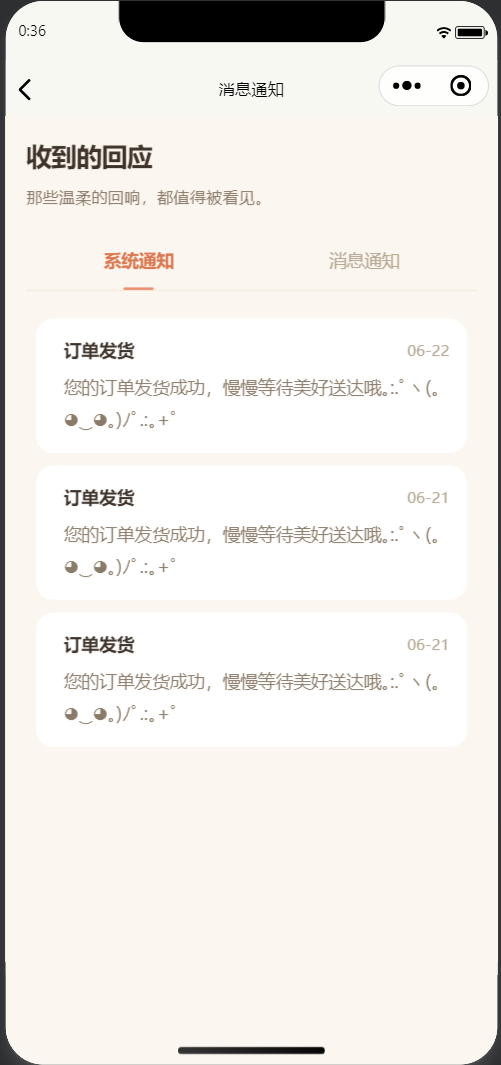 0:36
消息通知
收到的回应
那些温柔的回响，都值得被看见。
系统通知
消息通知
订单发货
06-22
您的订单发货成功，慢慢等待美好送达哦｡:.ﾟヽ(｡
◕‿◕｡)ﾉﾟ.:｡+ﾟ
订单发货
06-21
您的订单发货成功，慢慢等待美好送达哦｡:.ﾟヽ(｡
◕‿◕｡)ﾉﾟ.:｡+ﾟ
订单发货
06-21
您的订单发货成功，慢慢等待美好送达哦｡:.ﾟヽ(｡
◕‿◕｡)ﾉﾟ.:｡+ﾟ